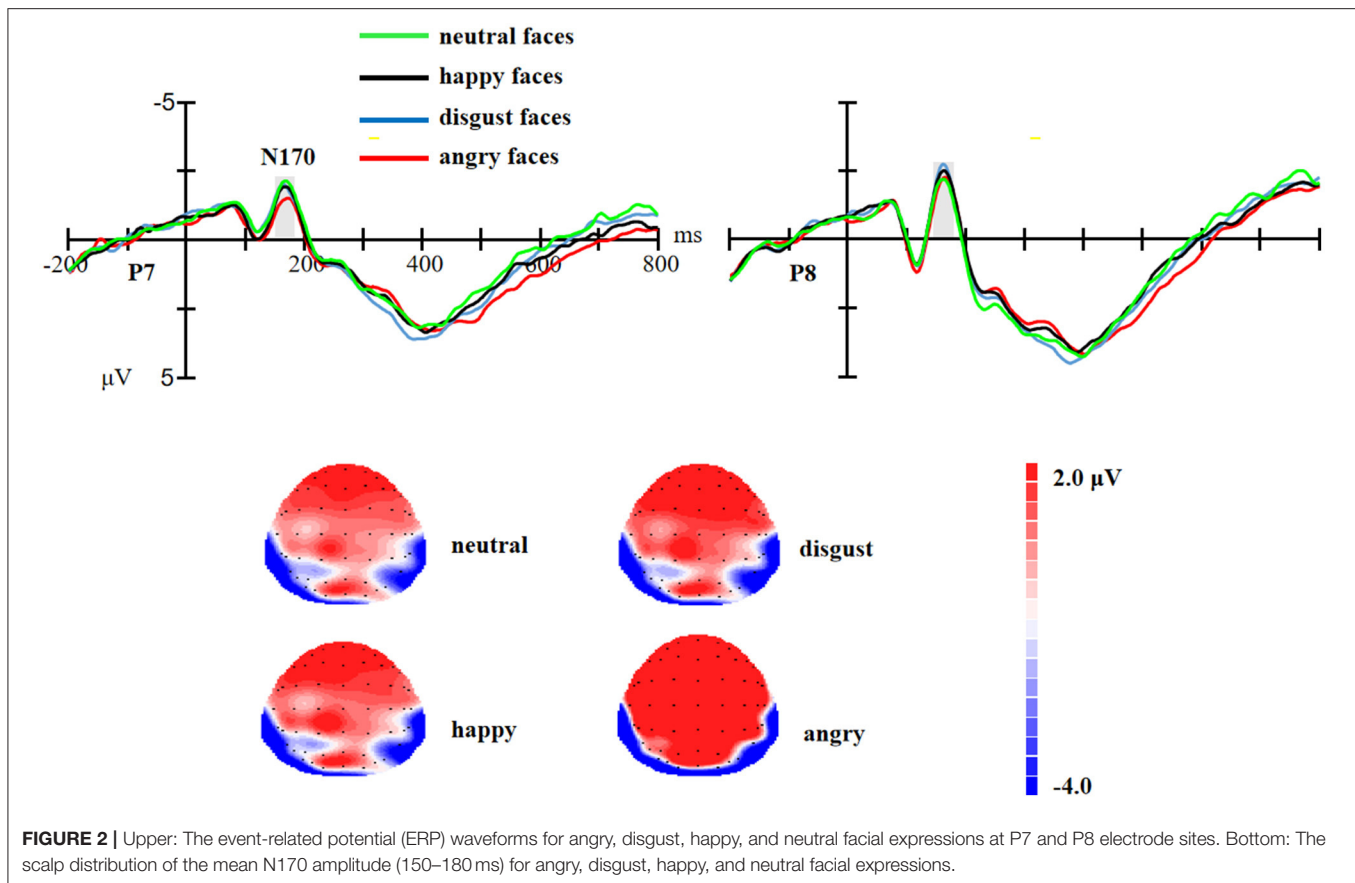 neutral faces
happy faces
disgust faces
angry faces
-5
N170
ms
-200
P7
200
400
600
800
P8
μV
5
2.0 μV
neutral
disgust
happy
angry
-4.0
FIGURE 2 | Upper: The event-related potential (ERP) waveforms for angry, disgust, happy, and neutral facial expressions at P7 and P8 electrode sites. Bottom: The
scalp distribution of the mean N170 amplitude (150–180 ms) for angry, disgust, happy, and neutral facial expressions.